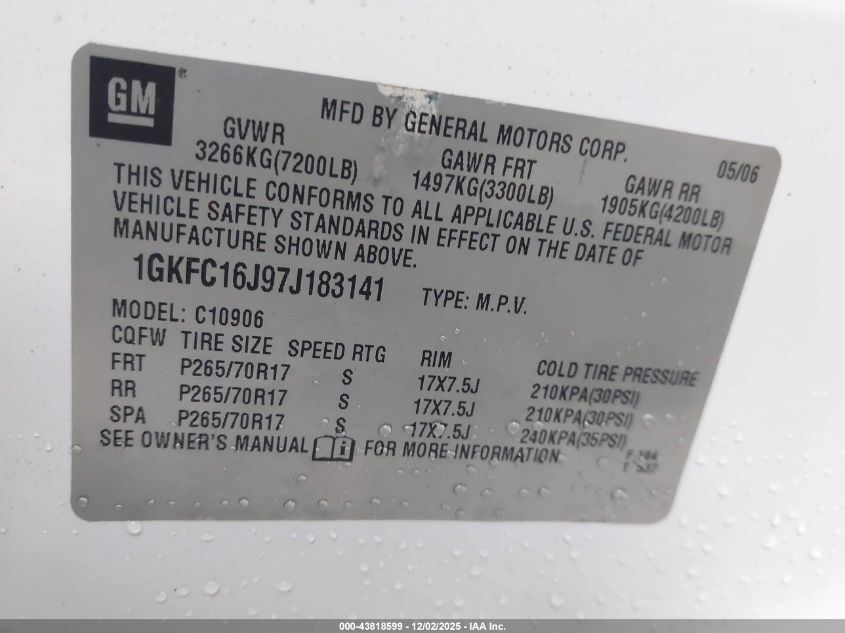 GM ®
MFD BY GENERAL MOTORS CORP. 05/06
GVWR GAWR FRT GAWR RR
3266KG(7200LB) 1497KG(3300LB) 1905KG(4200LB)
THIS VEHICLE CONFORMS TO ALL APPLICABLE U.S. FEDERAL MOTOR
VEHICLE SAFETY STANDARDS IN EFFECT ON THE DATE OF
MANUFACTURE SHOWN ABOVE.
1GKFC16J97J183141 TYPE: M.P.V.
MODEL: C10906
CQFW TIRE SIZE SPEED RTG RIM COLD TIRE PRESSURE
FRT P265/70R17 S 17X7.5J 210KPA(30PSI)
RR P265/70R17 S 17X7.5J 210KPA(30PSI)
SPA P265/70R17 S 17X7.5J 240KPA(35PSI)
SEE OWNER'S MANUAL i FOR MORE INFORMATION
000-43818599 - 12/02/2025 - IAA Inc.